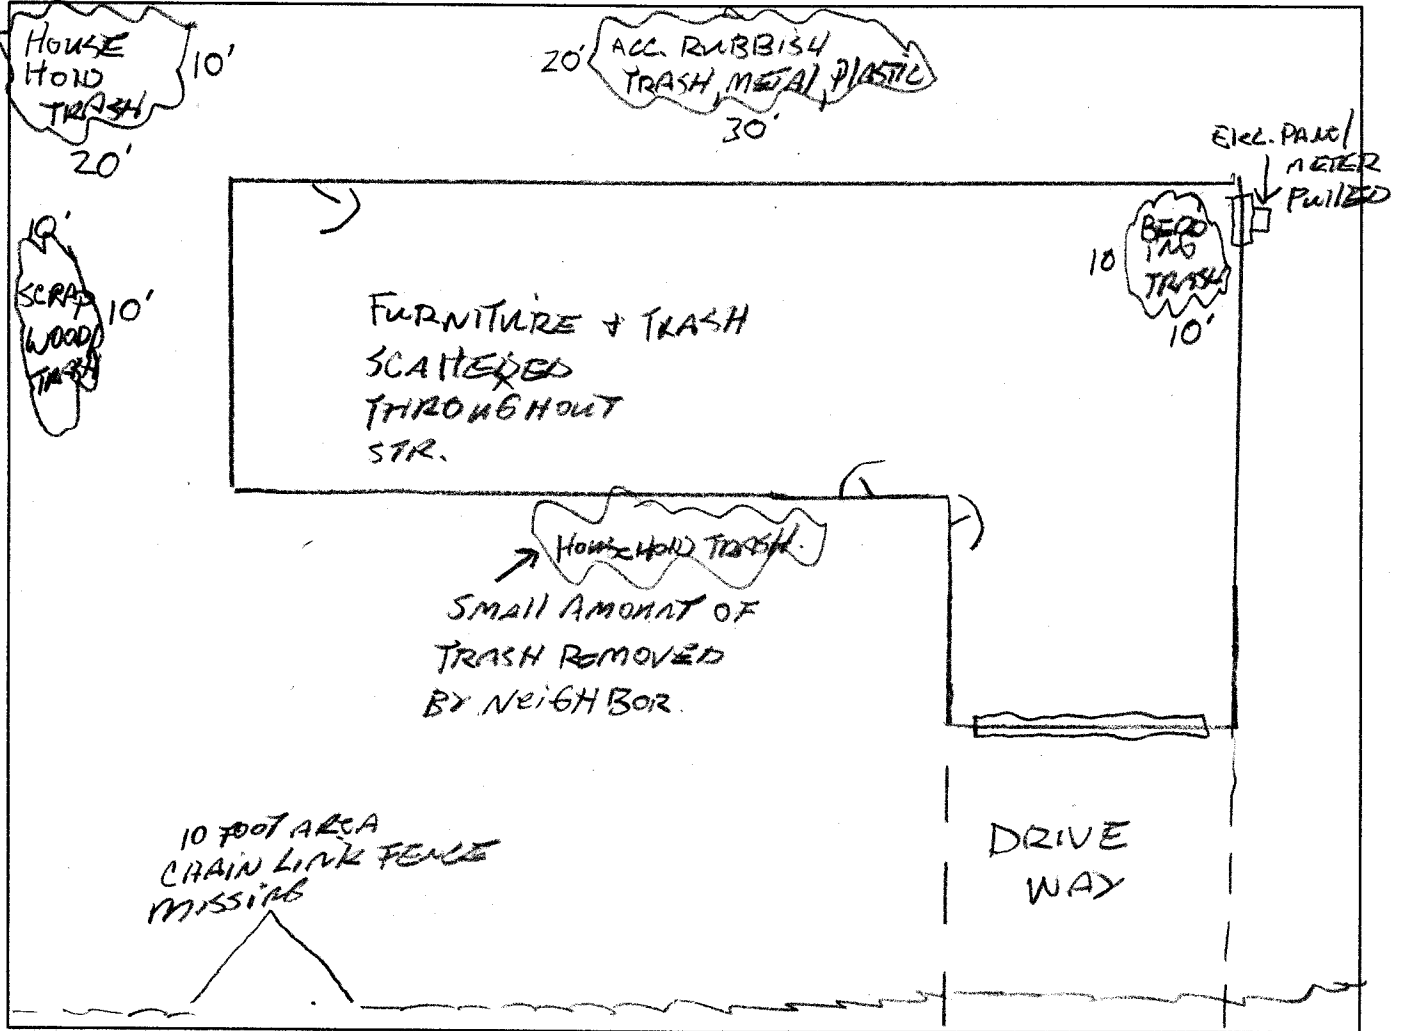 HOUSE
HOLD
TRASH
10'
20'
20'
ACC. RUBBISH
TRASH, METAL, PLASTIC
30'
ELEC. PANEL
METER
PULLED
10'
SCRAP
WOOD
TRASH
10'
BEDD
ING
TRASH
10
10'
FURNITURE + TRASH
SCATTERED
THROUGHOUT
STR.
HOUSEHOLD TRASH.
SMALL AMOUNT OF
TRASH REMOVED
BY NEIGHBOR.
10 FOOT AREA
CHAIN LINK FENCE
MISSING
DRIVE
WAY